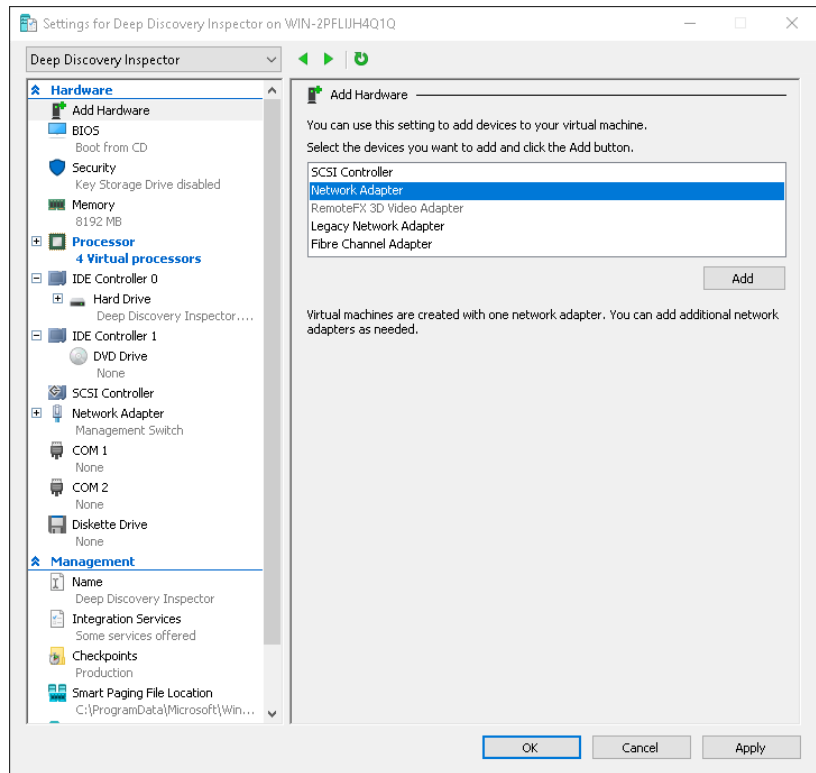 Settings for Deep Discovery Inspector on WIN-2PFLIJH4Q1Q
Deep Discovery Inspector
Hardware
Add Hardware
BIOS
Boot from CD
Security
Key Storage Drive disabled
Memory
8192 MB
Processor
4 Virtual processors
IDE Controller 0
Hard Drive
Deep Discovery Inspector....
IDE Controller 1
DVD Drive
None
SCSI Controller
Network Adapter
Management Switch
COM 1
None
COM 2
None
Diskette Drive
None
Management
Name
Deep Discovery Inspector
Integration Services
Some services offered
Checkpoints
Production
Smart Paging File Location
C:\ProgramData\Microsoft\Win...
Add Hardware
You can use this setting to add devices to your virtual machine.
Select the devices you want to add and click the Add button.
SCSI Controller
Network Adapter
RemoteFX 3D Video Adapter
Legacy Network Adapter
Fibre Channel Adapter
Add
Virtual machines are created with one network adapter. You can add additional network
adapters as needed.
OK
Cancel
Apply